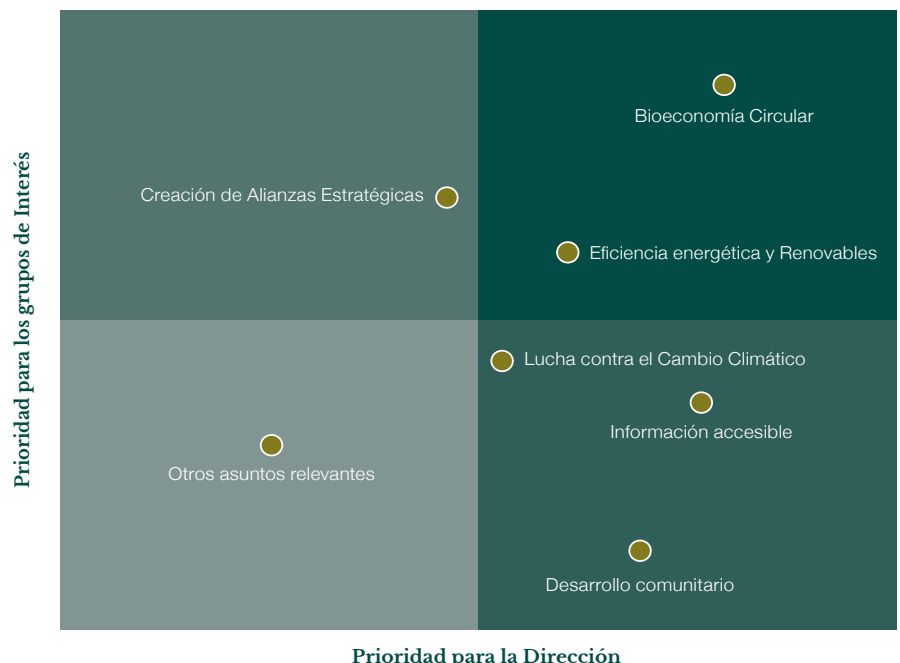 Bioeconomía Circular
Creación de Alianzas Estratégicas
Eficiencia energética y Renovables
Lucha contra el Cambio Climático
Información accesible
Otros asuntos relevantes
Desarrollo comunitario
Prioridad para los grupos de Interés
Prioridad para la Dirección